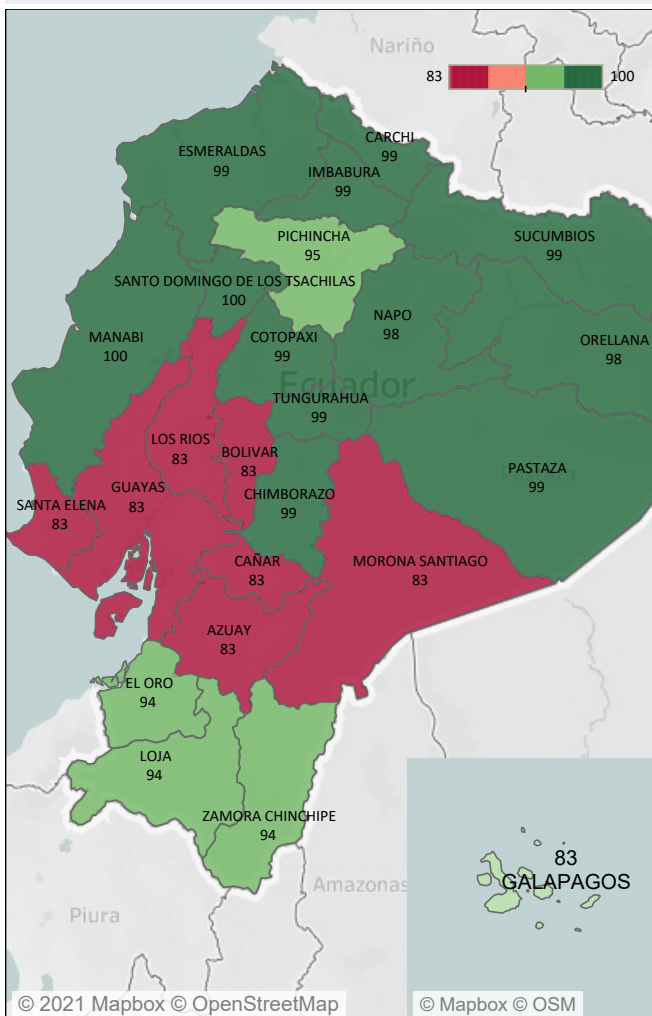 Nariño
83
100
CARCHI
99
ESMERALDAS
99
IMBABURA
99
PICHINCHA
95
SUCUMBIOS
99
SANTO DOMINGO DE LOS TSACHILAS
100
NAPO
98
MANABI
100
COTOPAXI
99
ORELLANA
98
Ecuador
TUNGURAHUA
99
LOS RIOS
83
BOLIVAR
83
PASTAZA
99
GUAYAS
83
CHIMBORAZO
99
SANTA ELENA
83
CAÑAR
83
MORONA SANTIAGO
83
AZUAY
83
EL ORO
94
LOJA
94
ZAMORA CHINCHIPE
94
83
GALAPAGOS
Amazonas
Piura
© 2021 Mapbox © OpenStreetMap
© Mapbox © OSM